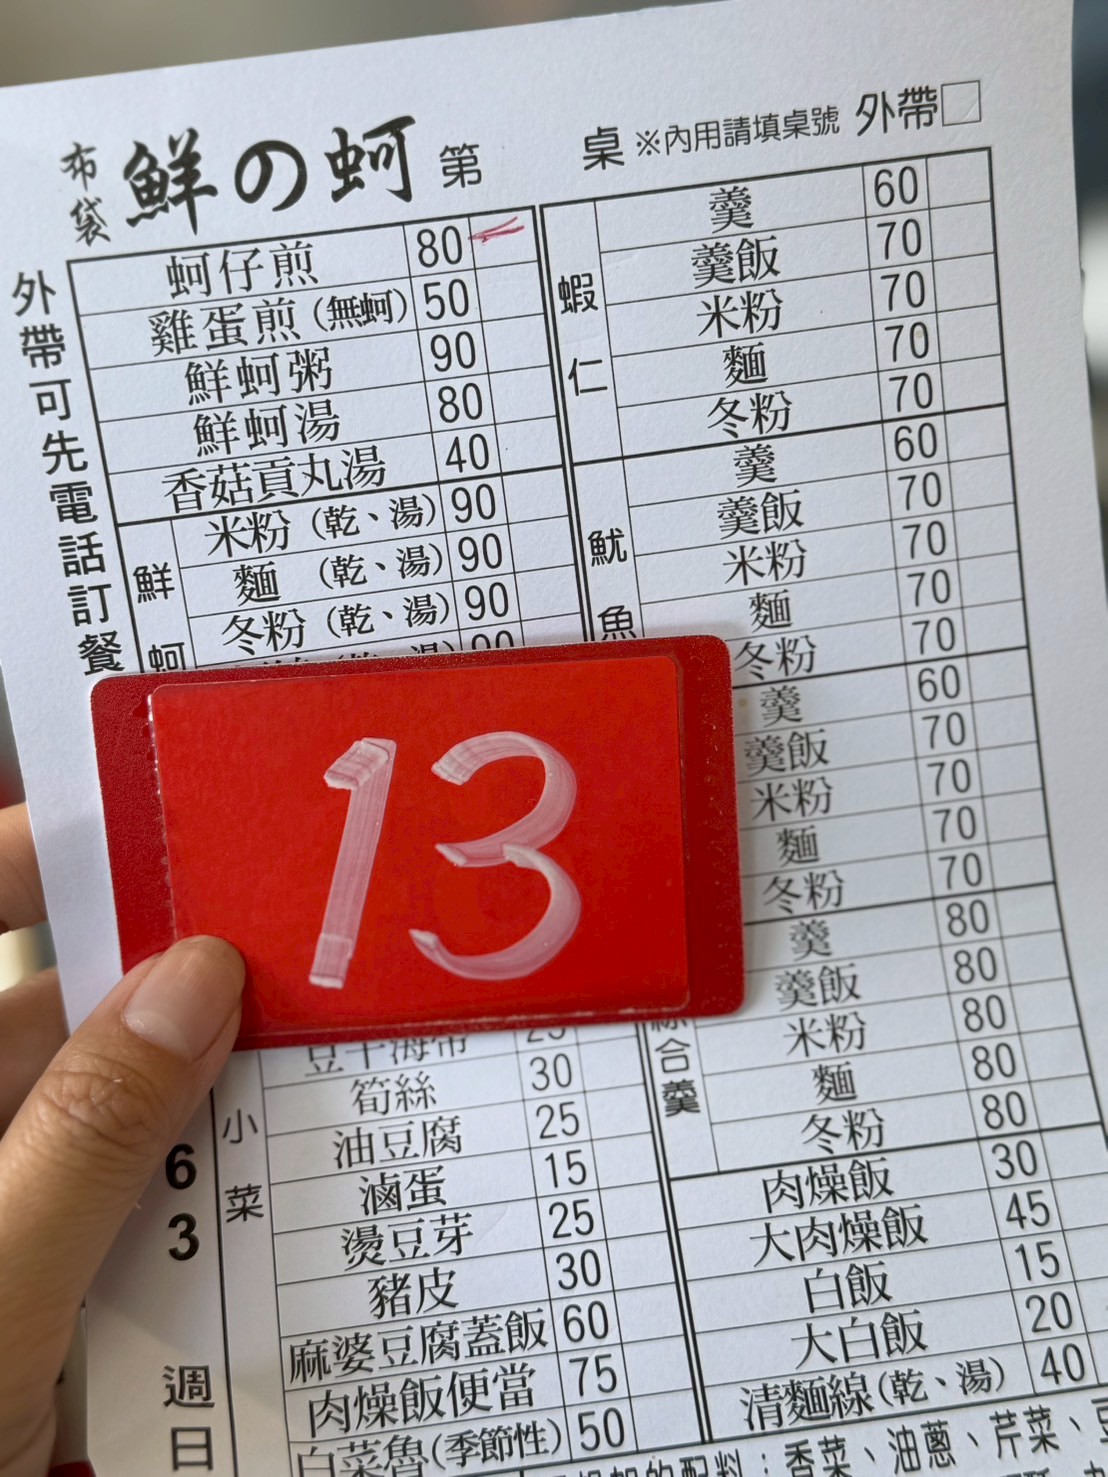 布袋 鮮の蚵 第 桌 ※內用請填桌號 外帶
外帶可先電話訂餐
蚵仔煎 80
雞蛋煎(無蚵) 50
鮮蚵粥 90
鮮蚵湯 80
香菇貢丸湯 40
鮮蚵
米粉(乾、湯) 90
麵(乾、湯) 90
冬粉(乾、湯) 90
13
63
週日
小菜
豆干海帶 25
筍絲 30
油豆腐 25
滷蛋 15
燙豆芽 25
豬皮 30
麻婆豆腐蓋飯 60
肉燥飯便當 75
白菜魯(季節性) 50
蝦仁
羹 60
羹飯 70
米粉 70
麵 70
冬粉 70
魷魚
羹 60
羹飯 70
米粉 70
麵 70
冬粉 70
羹 60
羹飯 70
米粉 70
麵 70
冬粉 70
綜合羹
羹 80
羹飯 80
米粉 80
麵 80
冬粉 80
肉燥飯 30
大肉燥飯 45
白飯 15
大白飯 20
清麵線(乾、湯) 40
的配料：香菜、油蔥、芹菜、